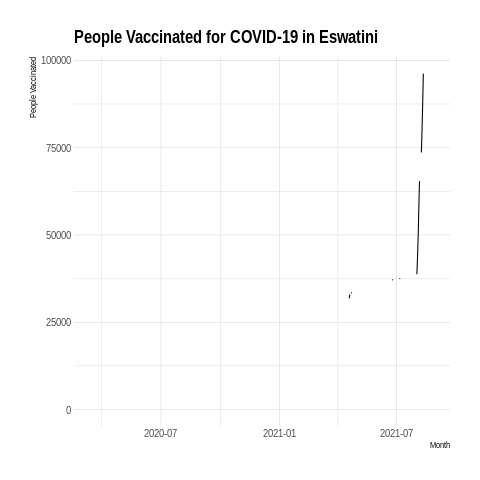 People Vaccinated for COVID-19 in Eswatini
People Vaccinated
100000
75000
50000
25000
0
2020-07
2021-01
2021-07
Month